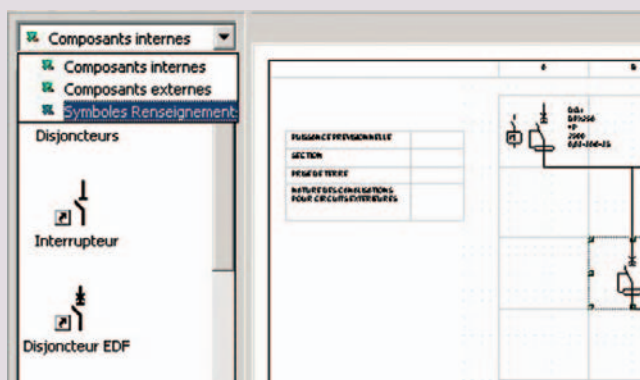 Composants internes
Composants internes
Composants externes
Symboles Renseignement
Disjoncteurs
Interrupteur
Disjoncteur EDF
PUISSANCE PREVISIONNELLE
SECTION
PRISE DE TERRE
NATURE DES CANALISATIONS
POUR CIRCUITS EXTERIEURES